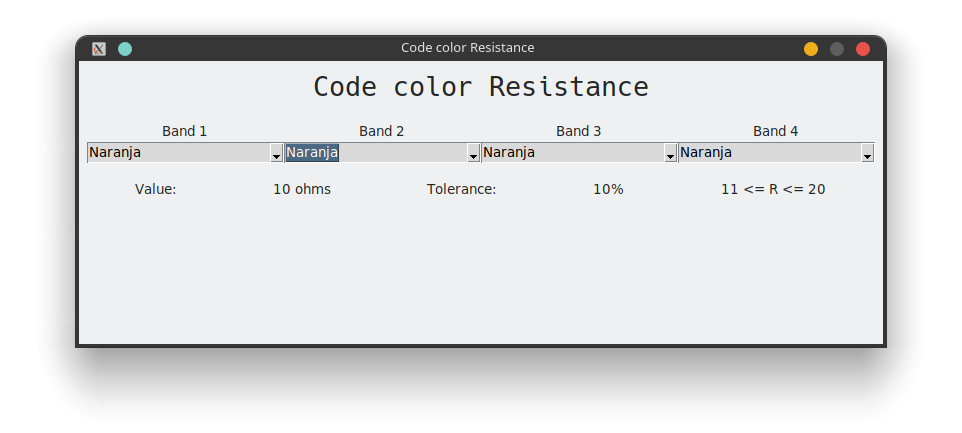 Code color Resistance
Code color Resistance
Band 1 Band 2 Band 3 Band 4
Naranja Naranja Naranja Naranja
Value: 10 ohms Tolerance: 10% 11 <= R <= 20